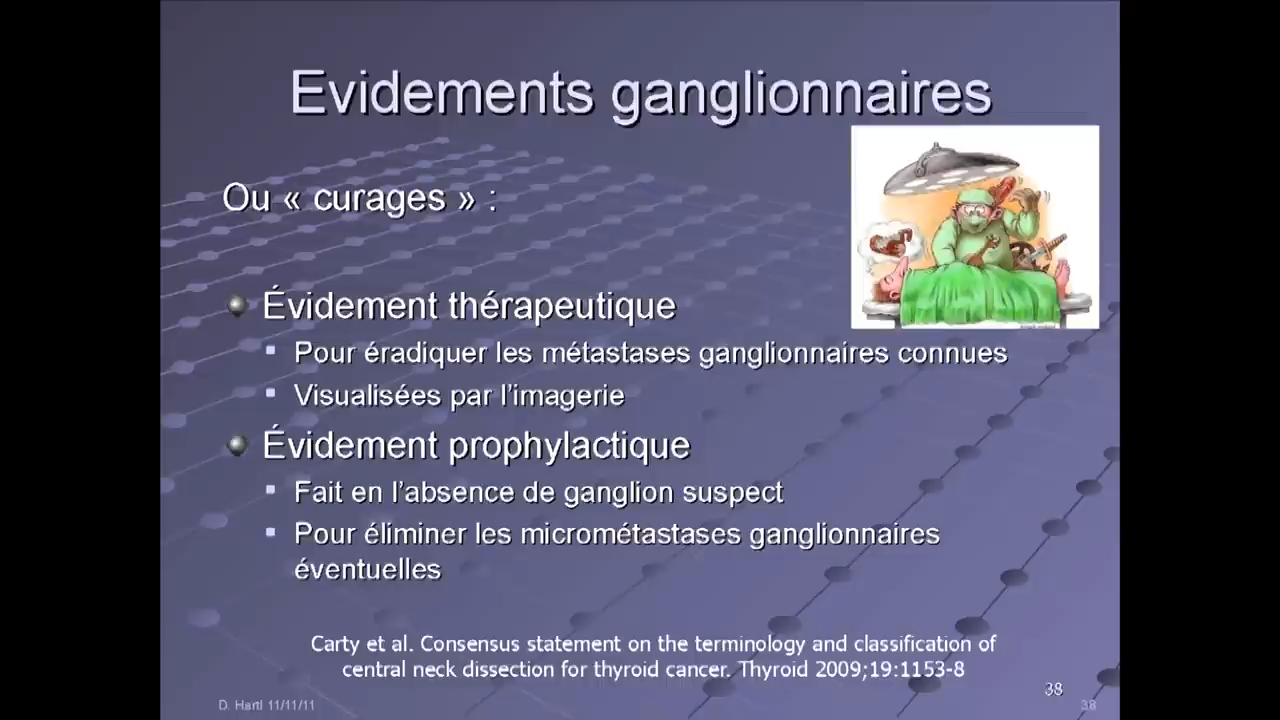 Evidements ganglionnaires
Ou « curages » :
Évidement thérapeutique
Pour éradiquer les métastases ganglionnaires connues
Visualisées par l'imagerie
Évidement prophylactique
Fait en l'absence de ganglion suspect
Pour éliminer les micrométastases ganglionnaires
éventuelles
Carty et al. Consensus statement on the terminology and classification of
central neck dissection for thyroid cancer. Thyroid 2009;19:1153-8
38
D. Hartl 11/11/11
38